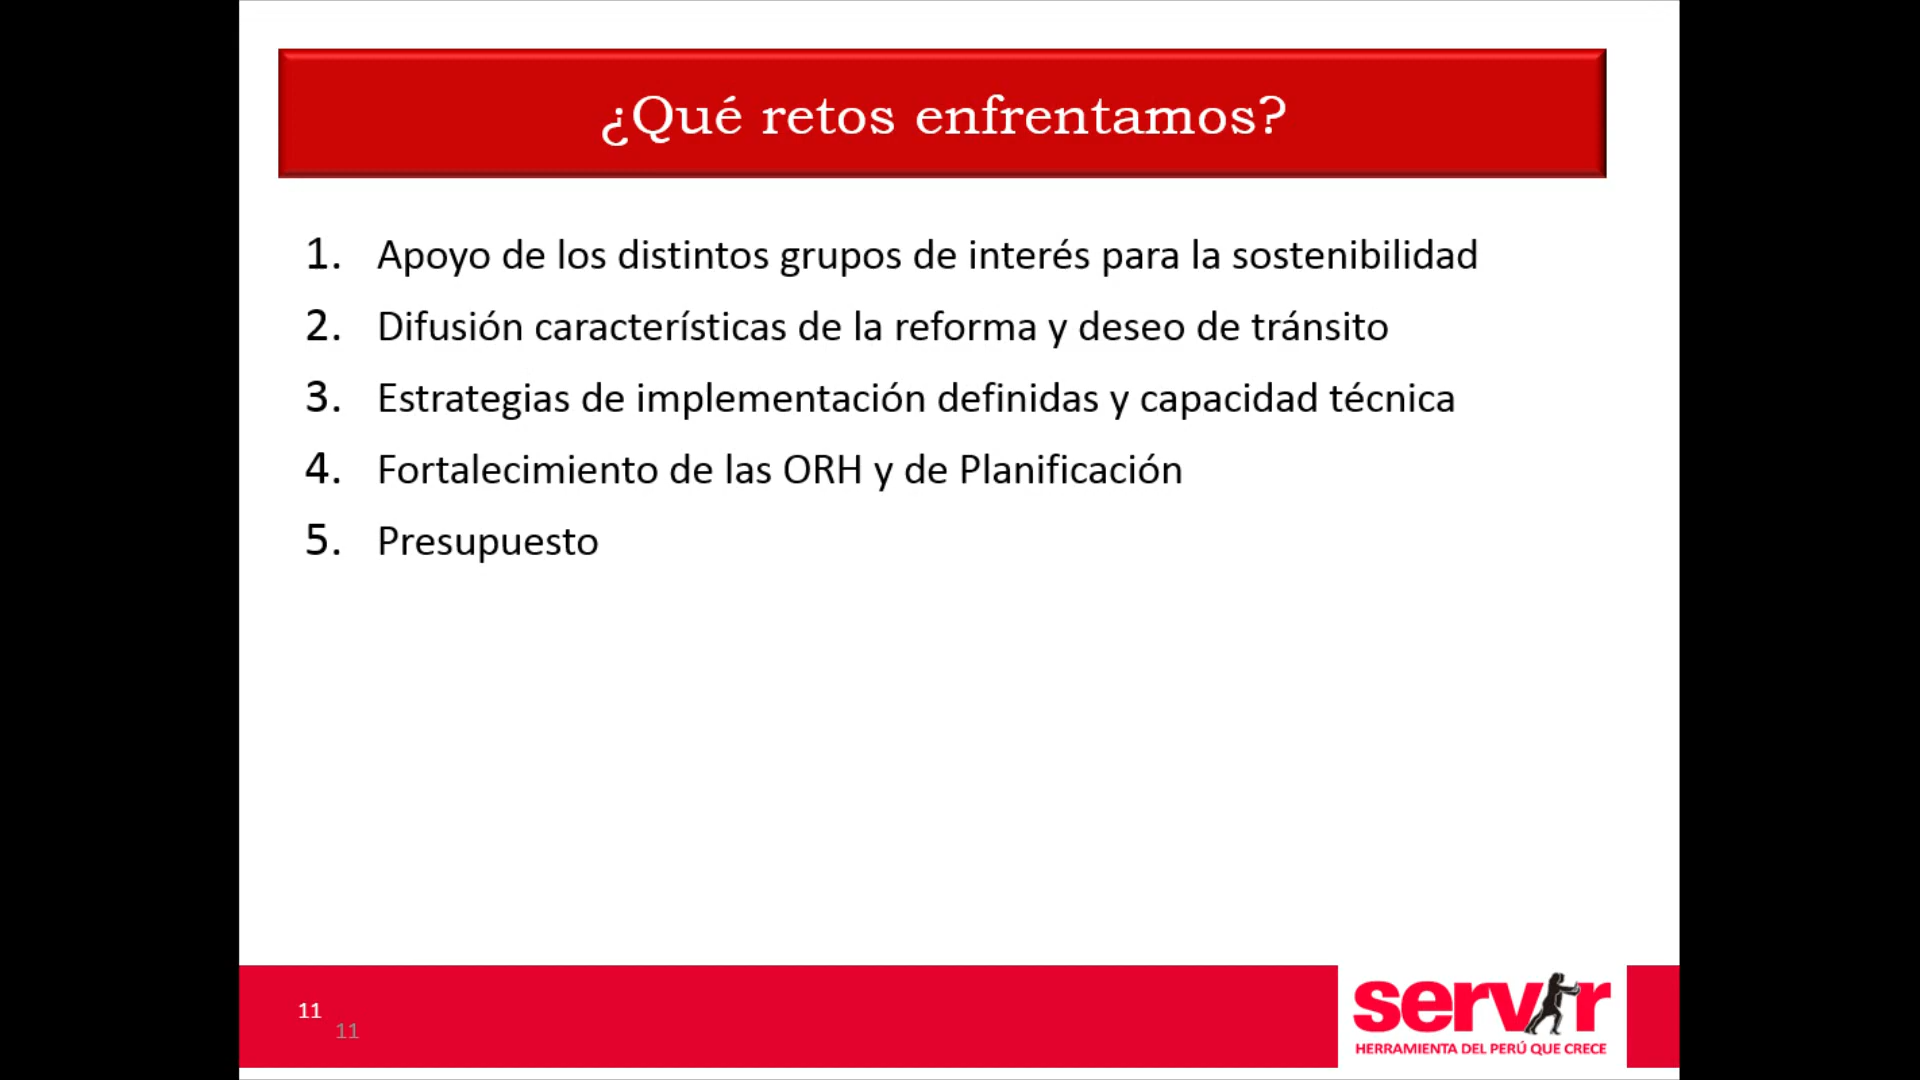 ¿Qué retos enfrentamos?
1. Apoyo de los distintos grupos de interés para la sostenibilidad
2. Difusión características de la reforma y deseo de tránsito
3. Estrategias de implementación definidas y capacidad técnica
4. Fortalecimiento de las ORH y de Planificación
5. Presupuesto
11
11
servir
HERRAMIENTA DEL PERÚ QUE CRECE